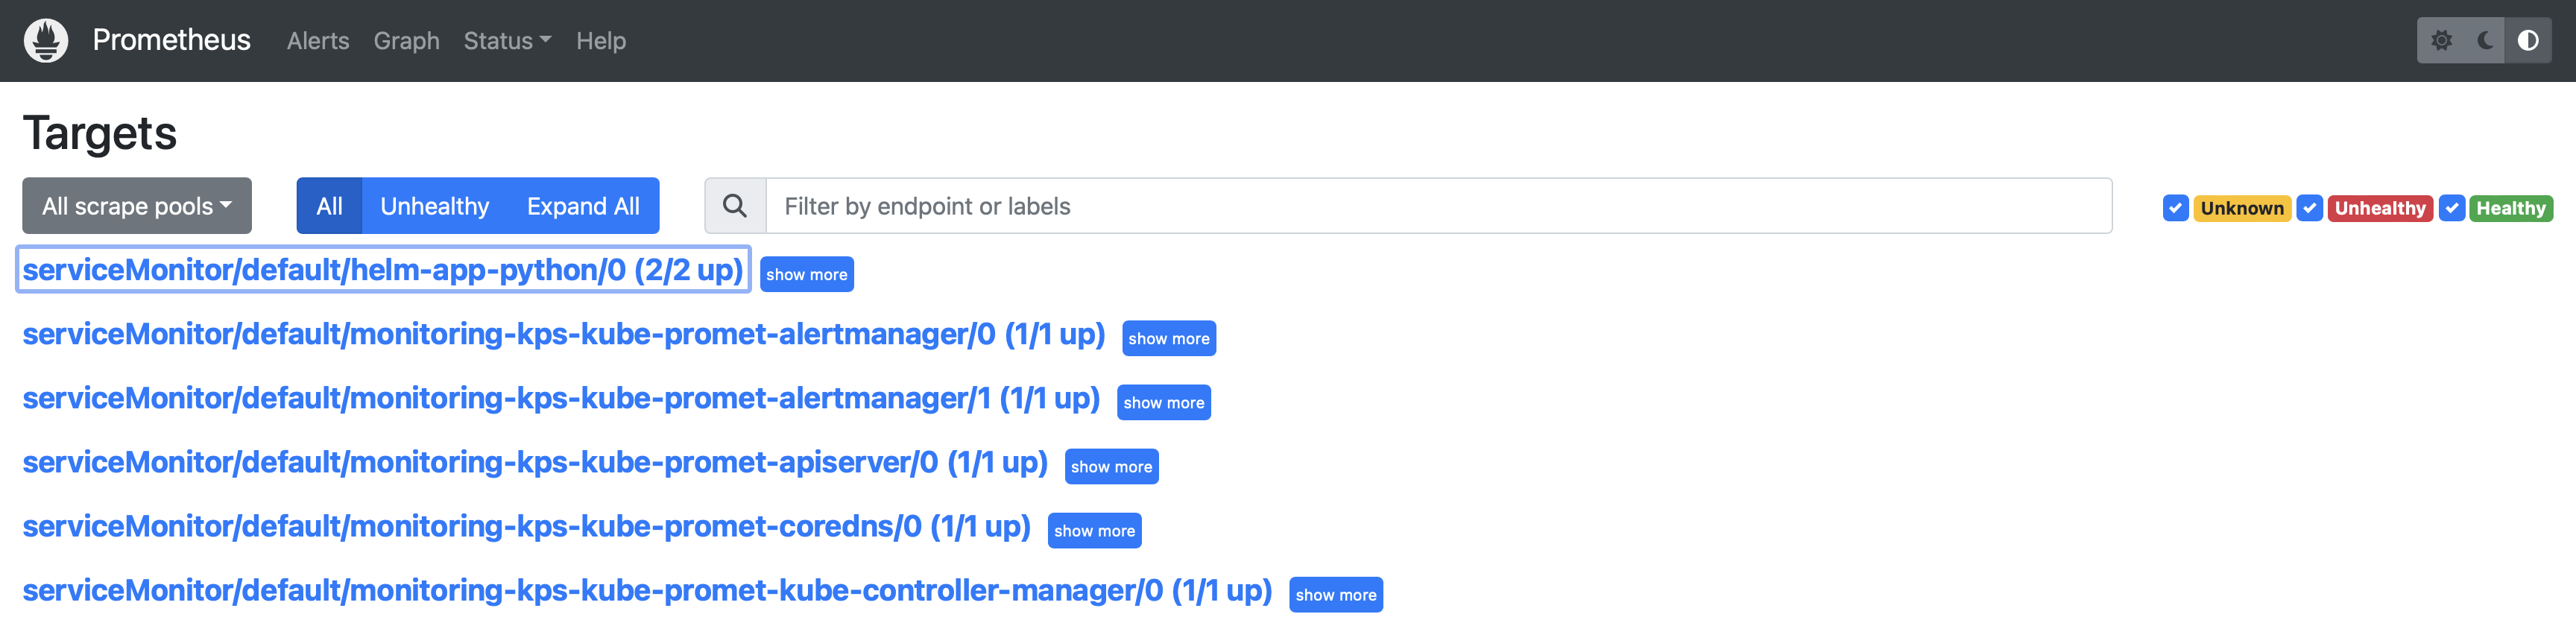 Prometheus Alerts Graph Status Help
Targets
All scrape pools All Unhealthy Expand All Filter by endpoint or labels Unknown Unhealthy Healthy
serviceMonitor/default/helm-app-python/0 (2/2 up) show more
serviceMonitor/default/monitoring-kps-kube-promet-alertmanager/0 (1/1 up) show more
serviceMonitor/default/monitoring-kps-kube-promet-alertmanager/1 (1/1 up) show more
serviceMonitor/default/monitoring-kps-kube-promet-apiserver/0 (1/1 up) show more
serviceMonitor/default/monitoring-kps-kube-promet-coredns/0 (1/1 up) show more
serviceMonitor/default/monitoring-kps-kube-promet-kube-controller-manager/0 (1/1 up) show more